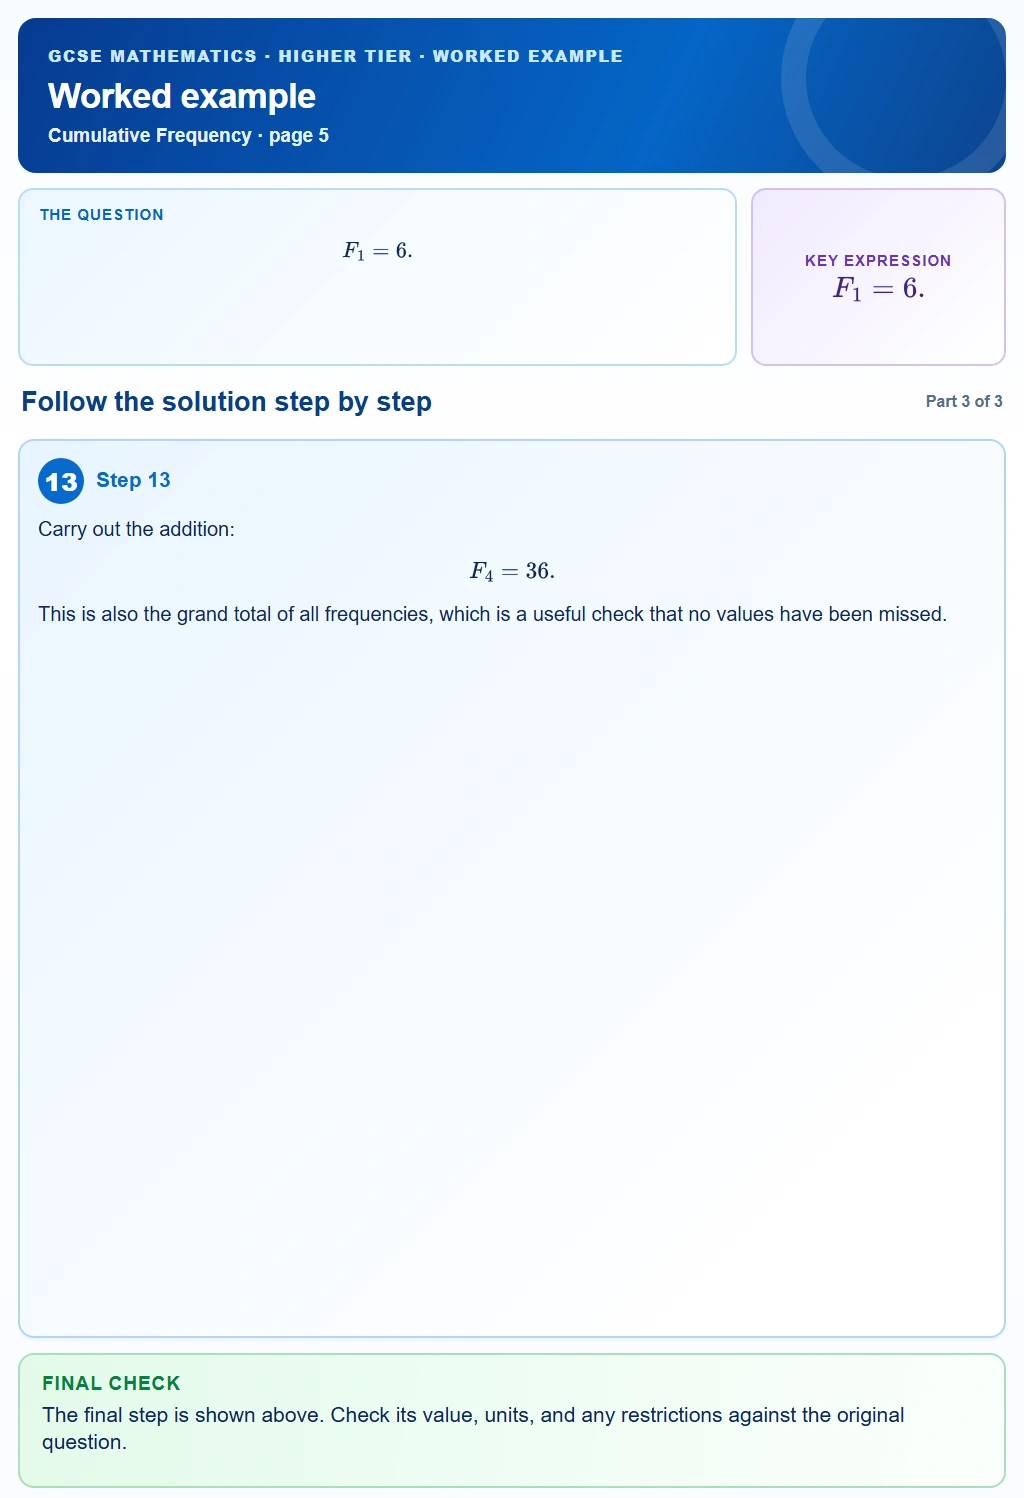 GCSE MATHEMATICS · HIGHER TIER · WORKED EXAMPLE
Worked example
Cumulative Frequency · page 5
THE QUESTION
F₁ = 6.
KEY EXPRESSION
F₁ = 6.
Follow the solution step by step
Part 3 of 3
13 Step 13
Carry out the addition:
F₄ = 36.
This is also the grand total of all frequencies, which is a useful check that no values have been missed.
FINAL CHECK
The final step is shown above. Check its value, units, and any restrictions against the original
question.